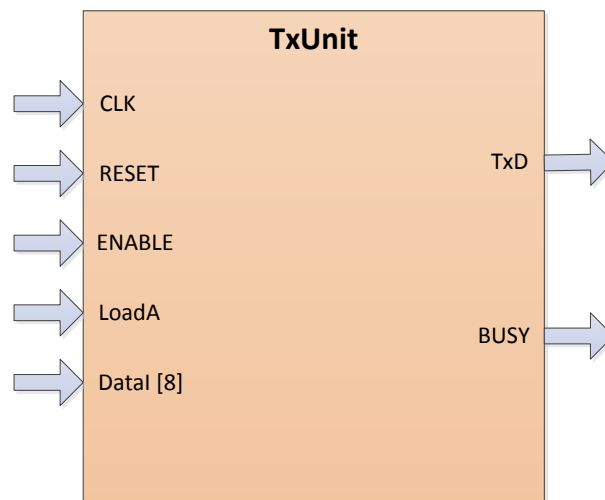 TxUnit
CLK
RESET
TxD
ENABLE
LoadA
BUSY
DataI [8]